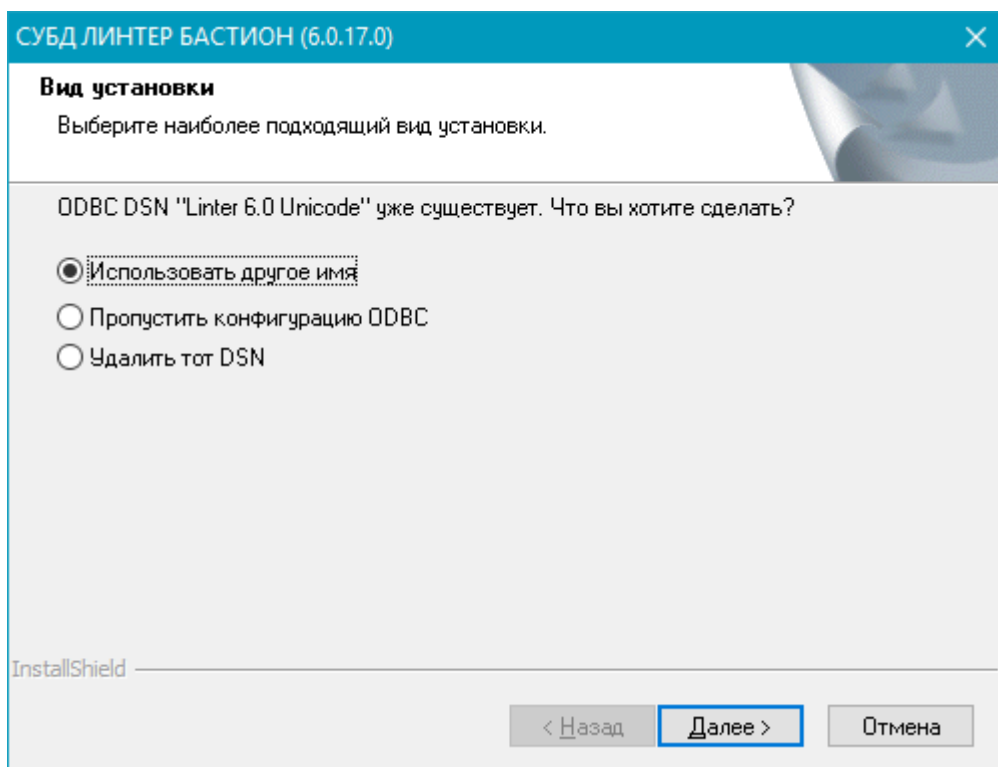 СУБД ЛИНТЕР БАСТИОН (6.0.17.0)
Вид установки
Выберите наиболее подходящий вид установки.
ODBC DSN "Linter 6.0 Unicode" уже существует. Что вы хотите сделать?
Использовать другое имя
Пропустить конфигурацию ODBC
Удалить тот DSN
InstallShield
< Назад
Далее >
Отмена